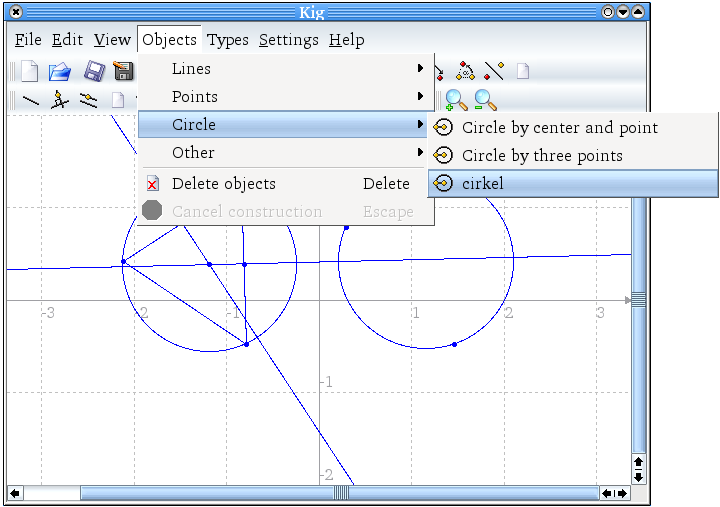 Kig
File Edit View Objects Types Settings Help
Lines
Points
Circle
Other
Delete objects Delete
Cancel construction Escape
Circle by center and point
Circle by three points
cirkel
-3 -2 -1 1 2 3
-1
-2